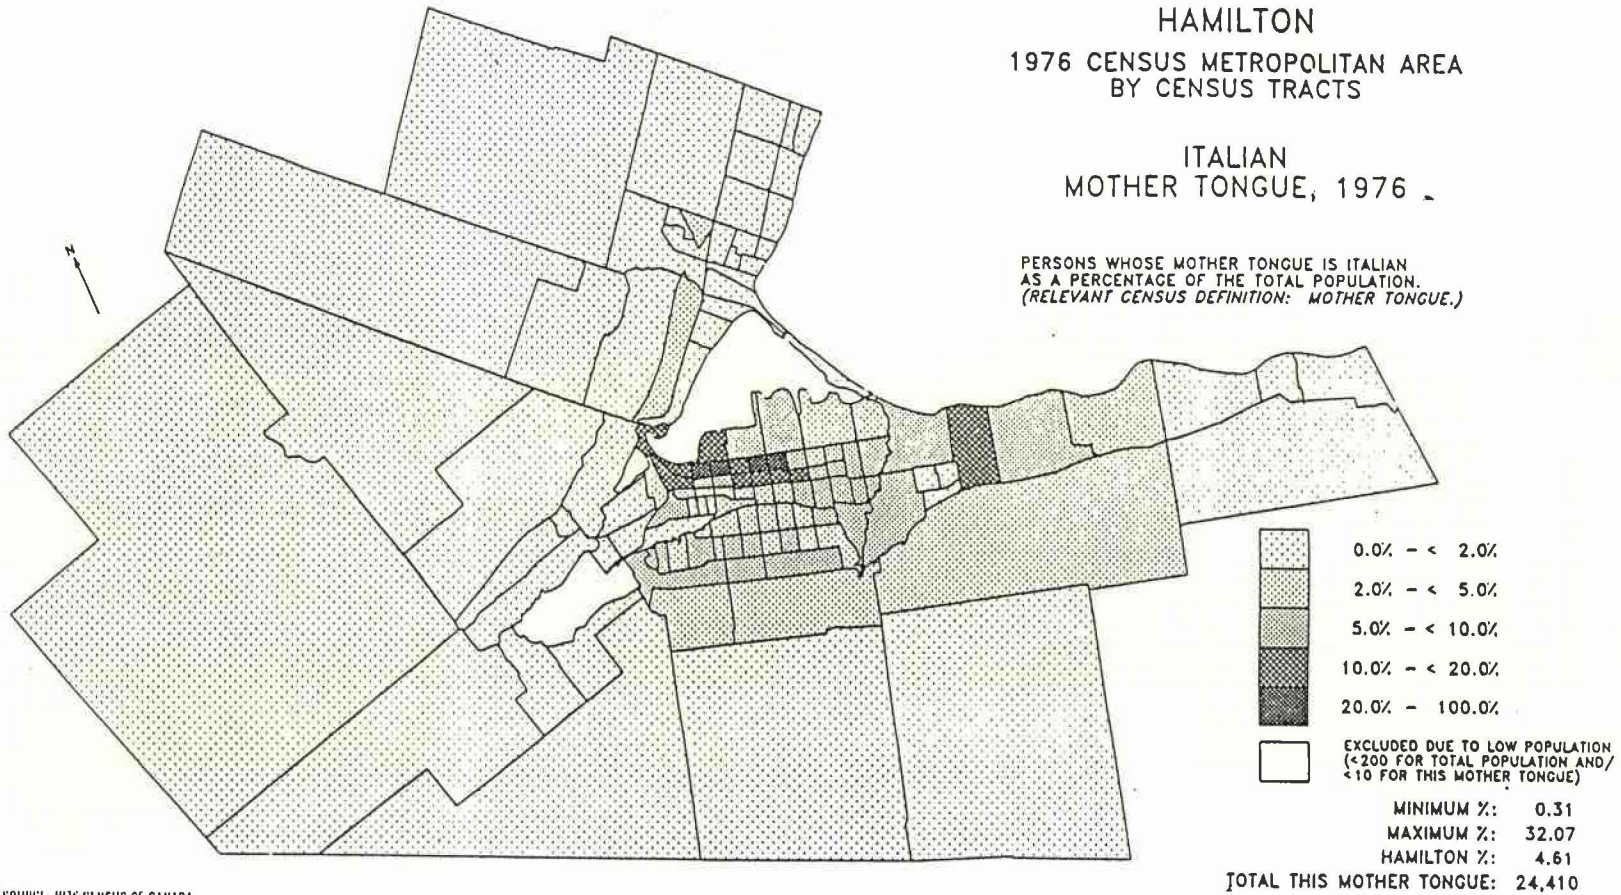 HAMILTON
1976 CENSUS METROPOLITAN AREA
BY CENSUS TRACTS
ITALIAN
MOTHER TONGUE, 1976
PERSONS WHOSE MOTHER TONGUE IS ITALIAN
AS A PERCENTAGE OF THE TOTAL POPULATION.
(RELEVANT CENSUS DEFINITION: MOTHER TONGUE.)
N
0.0% - < 2.0%
2.0% - < 5.0%
5.0% - < 10.0%
10.0% - < 20.0%
20.0% - 100.0%
EXCLUDED DUE TO LOW POPULATION
(<200 FOR TOTAL POPULATION AND/
<10 FOR THIS MOTHER TONGUE)
MINIMUM %: 0.31
MAXIMUM %: 32.07
HAMILTON %: 4.61
TOTAL THIS MOTHER TONGUE: 24,410